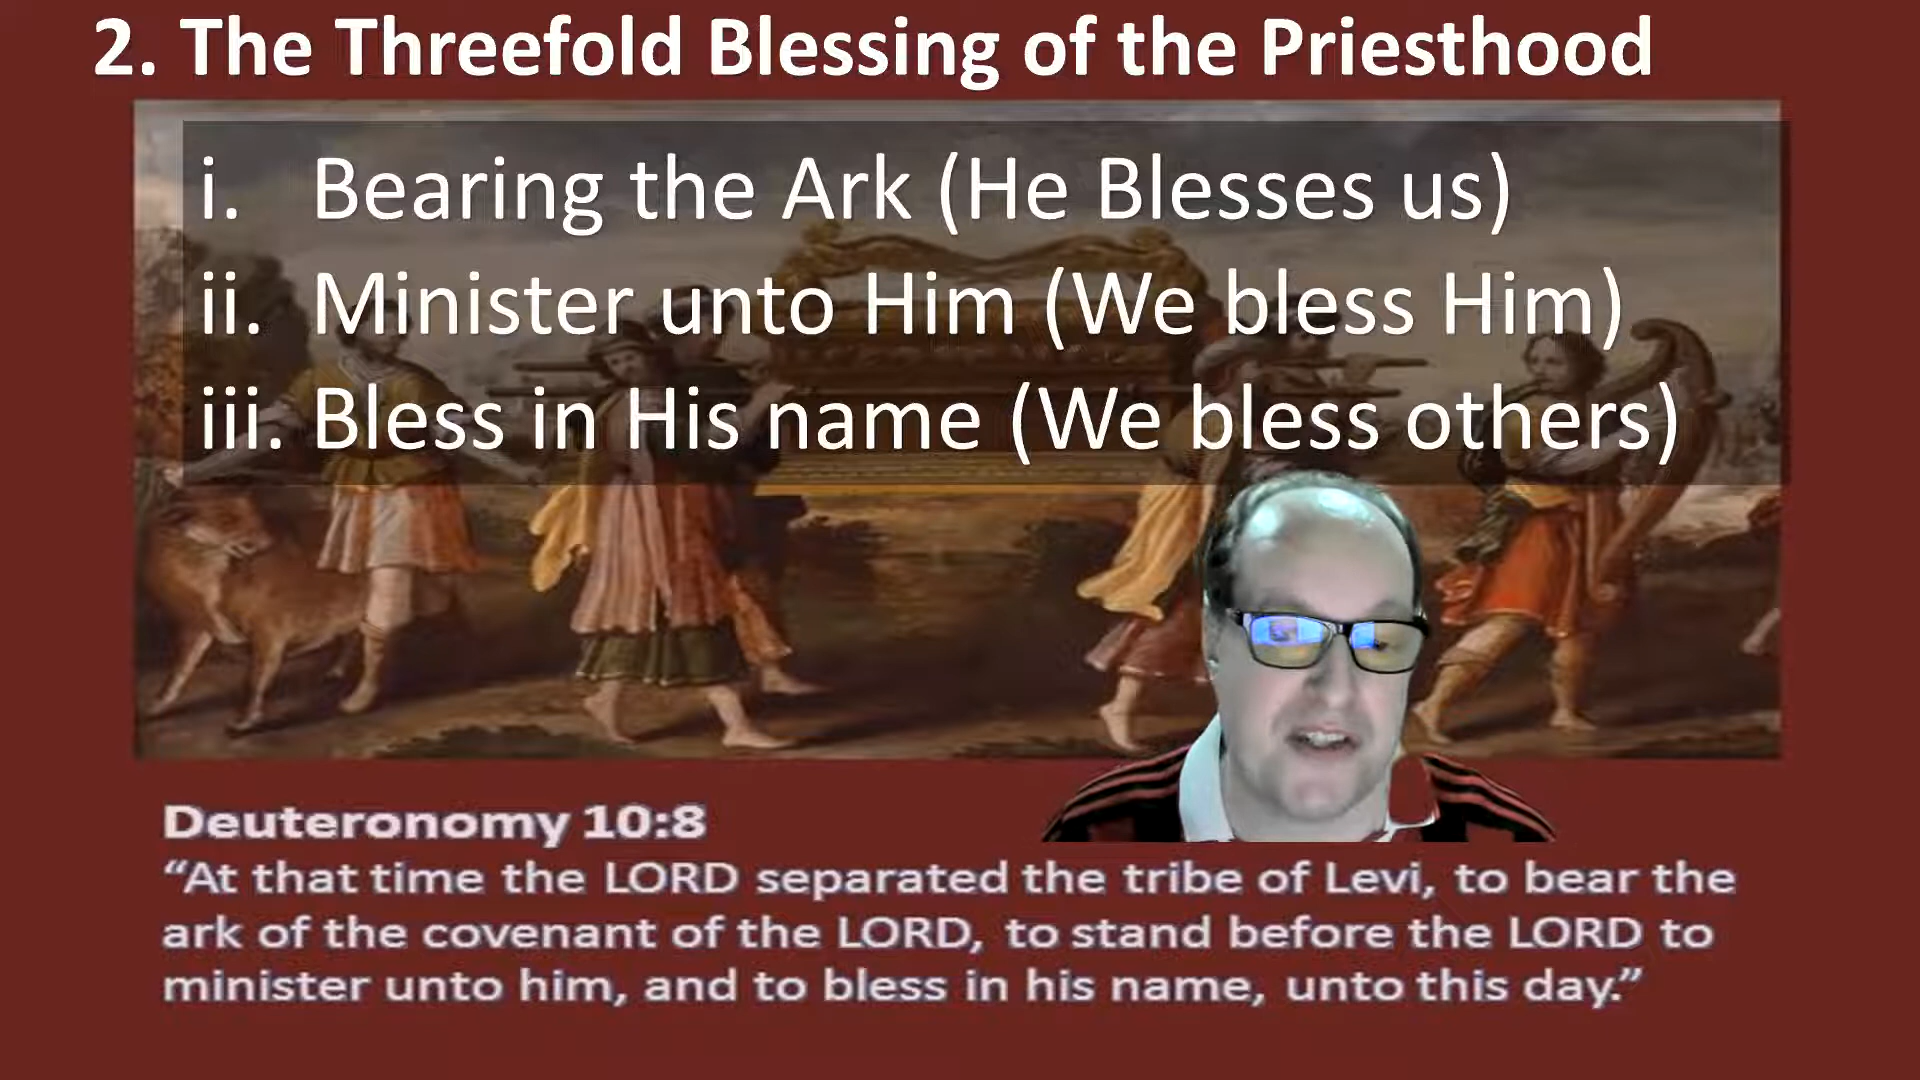 2. The Threefold Blessing of the Priesthood
i. Bearing the Ark (He Blesses us)
ii. Minister unto Him (We bless Him)
iii. Bless in His name (We bless others)
Deuteronomy 10:8
“At that time the LORD separated the tribe of Levi, to bear the
ark of the covenant of the LORD, to stand before the LORD to
minister unto him, and to bless in his name, unto this day.”